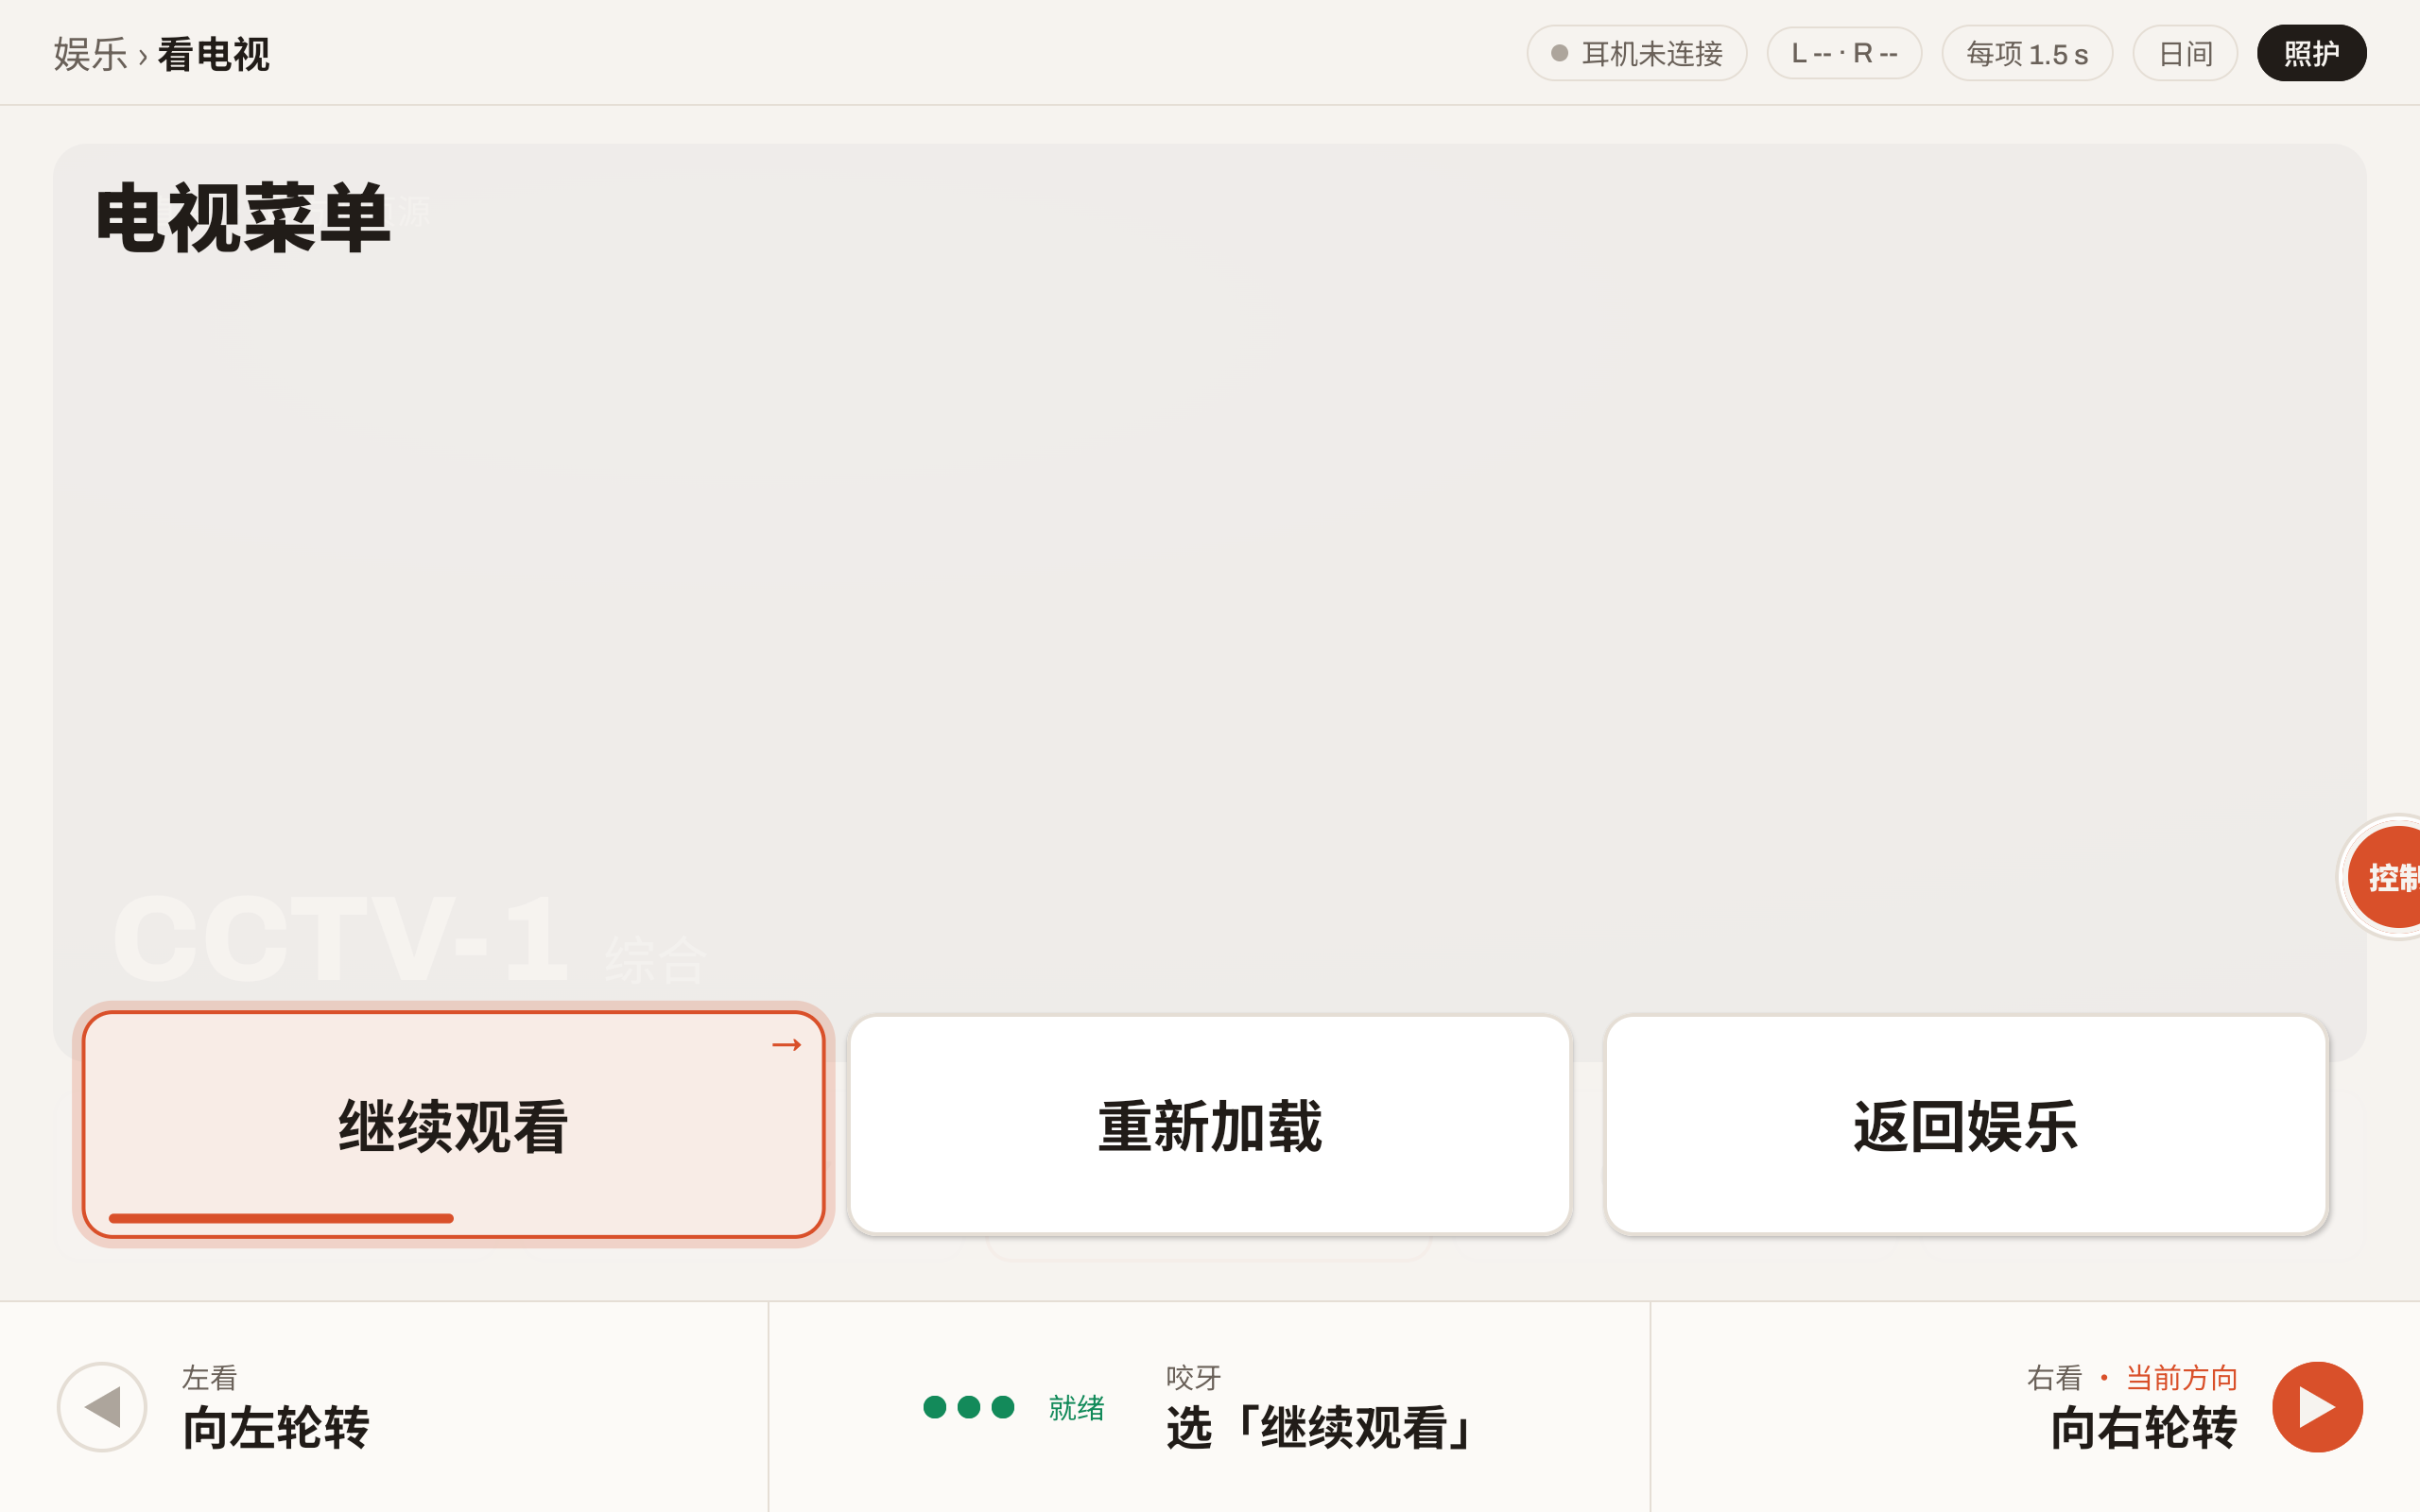 娱乐 › 看电视
耳机未连接
L -- · R --
每项 1.5 s
日间
照护
电视菜单
源
CCTV-1 综合
控制
→
继续观看
重新加载
返回娱乐
左看
向左轮转
就绪
咬牙
选「继续观看」
右看 · 当前方向
向右轮转